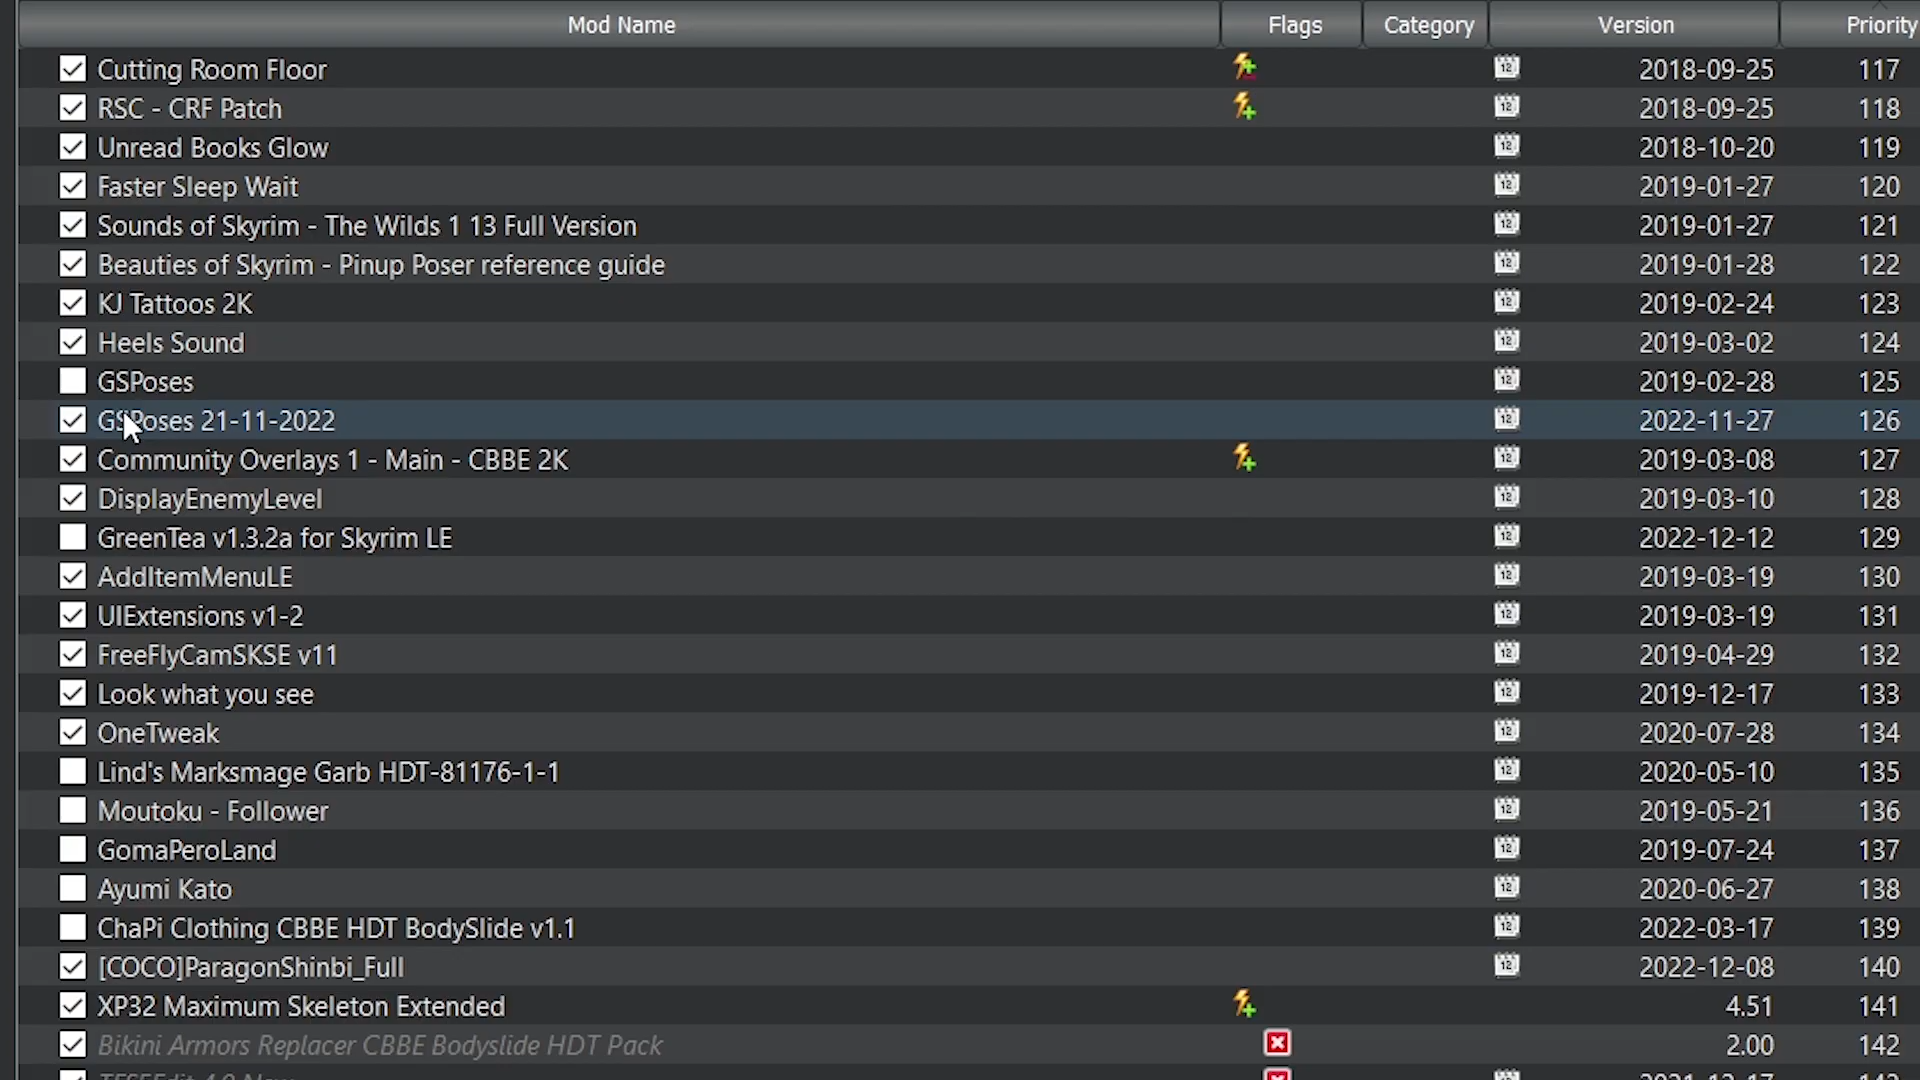 Mod Name Flags Category Version Priority
Cutting Room Floor 2018-09-25 117
RSC - CRF Patch 2018-09-25 118
Unread Books Glow 2018-10-20 119
Faster Sleep Wait 2019-01-27 120
Sounds of Skyrim - The Wilds 1 13 Full Version 2019-01-27 121
Beauties of Skyrim - Pinup Poser reference guide 2019-01-28 122
KJ Tattoos 2K 2019-02-24 123
Heels Sound 2019-03-02 124
GSPoses 2019-02-28 125
GSPoses 21-11-2022 2022-11-27 126
Community Overlays 1 - Main - CBBE 2K 2019-03-08 127
DisplayEnemyLevel 2019-03-10 128
GreenTea v1.3.2a for Skyrim LE 2022-12-12 129
AddItemMenuLE 2019-03-19 130
UIExtensions v1-2 2019-03-19 131
FreeFlyCamSKSE v11 2019-04-29 132
Look what you see 2019-12-17 133
OneTweak 2020-07-28 134
Lind's Marksmage Garb HDT-81176-1-1 2020-05-10 135
Moutoku - Follower 2019-05-21 136
GomaPeroLand 2019-07-24 137
Ayumi Kato 2020-06-27 138
ChaPi Clothing CBBE HDT BodySlide v1.1 2022-03-17 139
[COCO]ParagonShinbi_Full 2022-12-08 140
XP32 Maximum Skeleton Extended 4.51 141
Bikini Armors Replacer CBBE Bodyslide HDT Pack 2.00 142